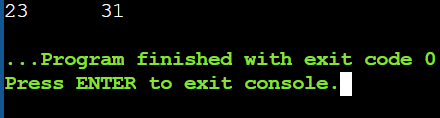 23      31
...Program finished with exit code 0
Press ENTER to exit console.